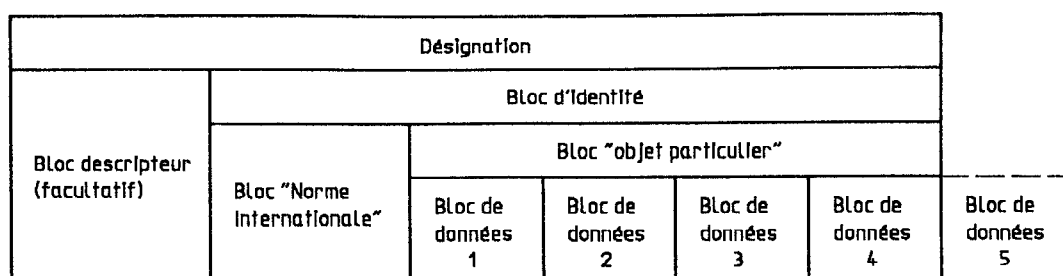 Désignation
Bloc descripteur
(facultatif)
Bloc d'identité
Bloc "Norme
internationale"
Bloc "objet particulier"
Bloc de
données
1
Bloc de
données
2
Bloc de
données
3
Bloc de
données
4
Bloc de
données
5